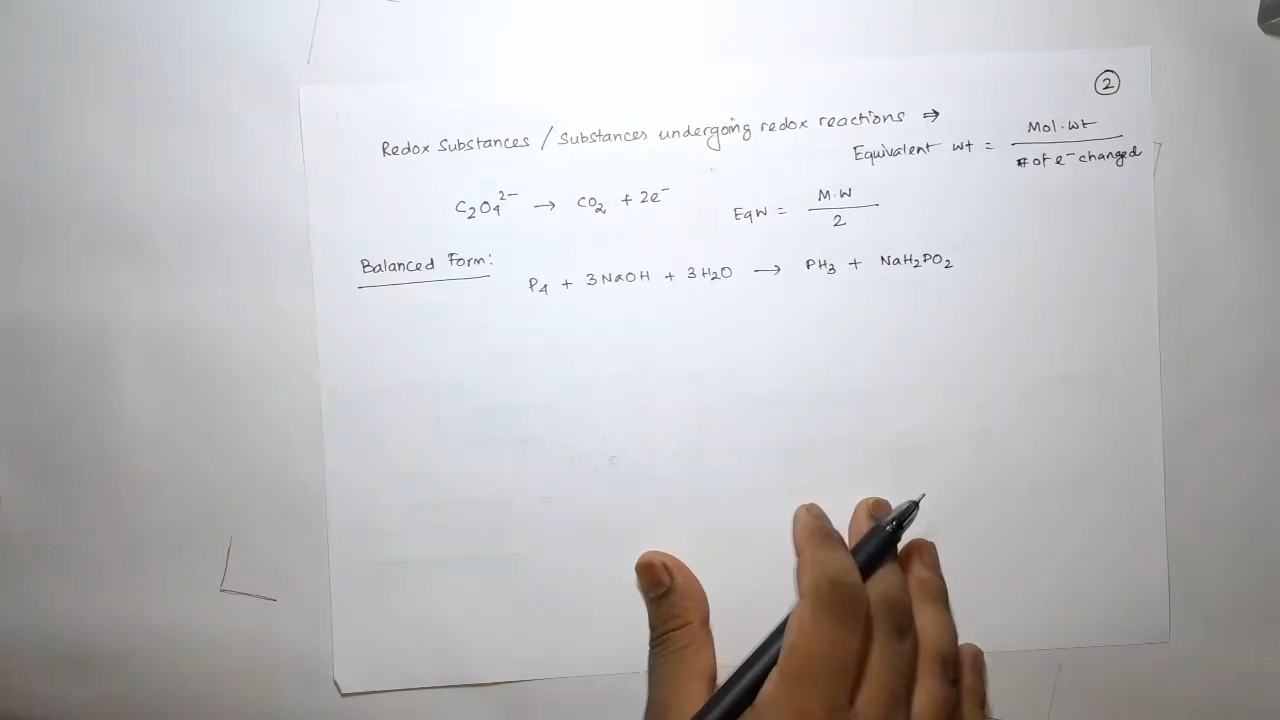 ②
Redox Substances / Substances undergoing redox reactions ⇒
Equivalent wt = Mol. wt / # of e⁻ changed
C₂O₄²⁻ → CO₂ + 2e⁻ EqW = M.W / 2
Balanced Form: P₄ + 3NaOH + 3H₂O → PH₃ + NaH₂PO₂